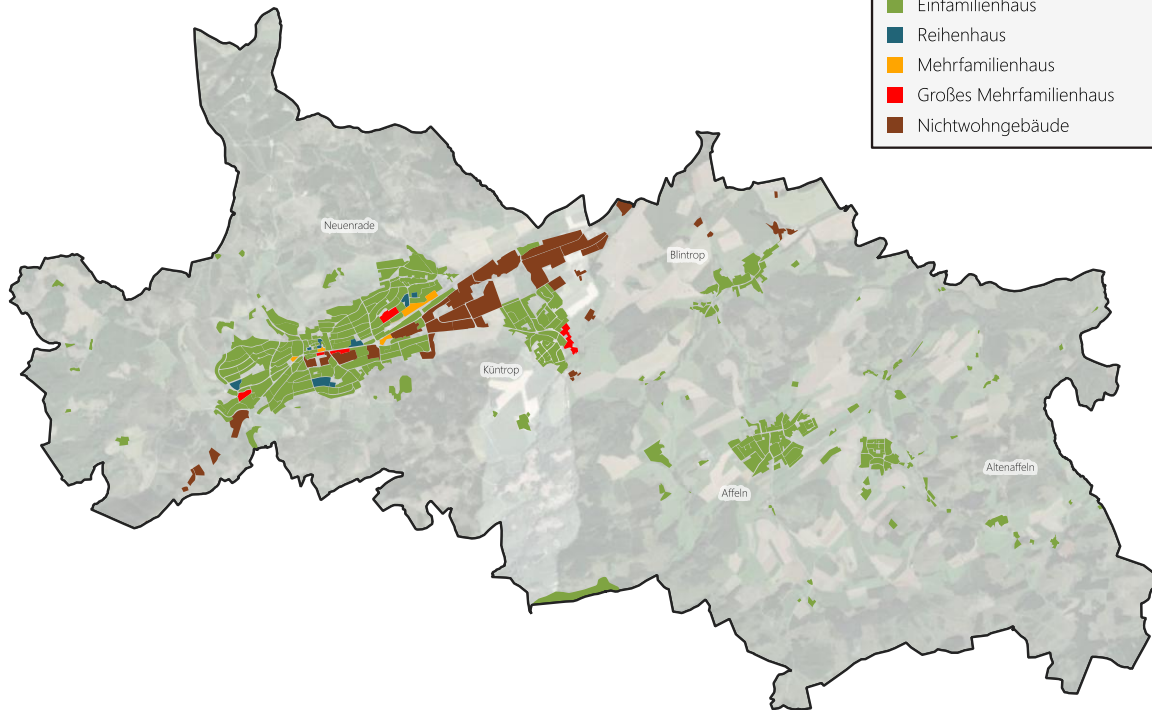 Einfamilienhaus
Reihenhaus
Mehrfamilienhaus
Großes Mehrfamilienhaus
Nichtwohngebäude
Neuenrade
Blintrop
Küntrop
Altenaffeln
Affeln